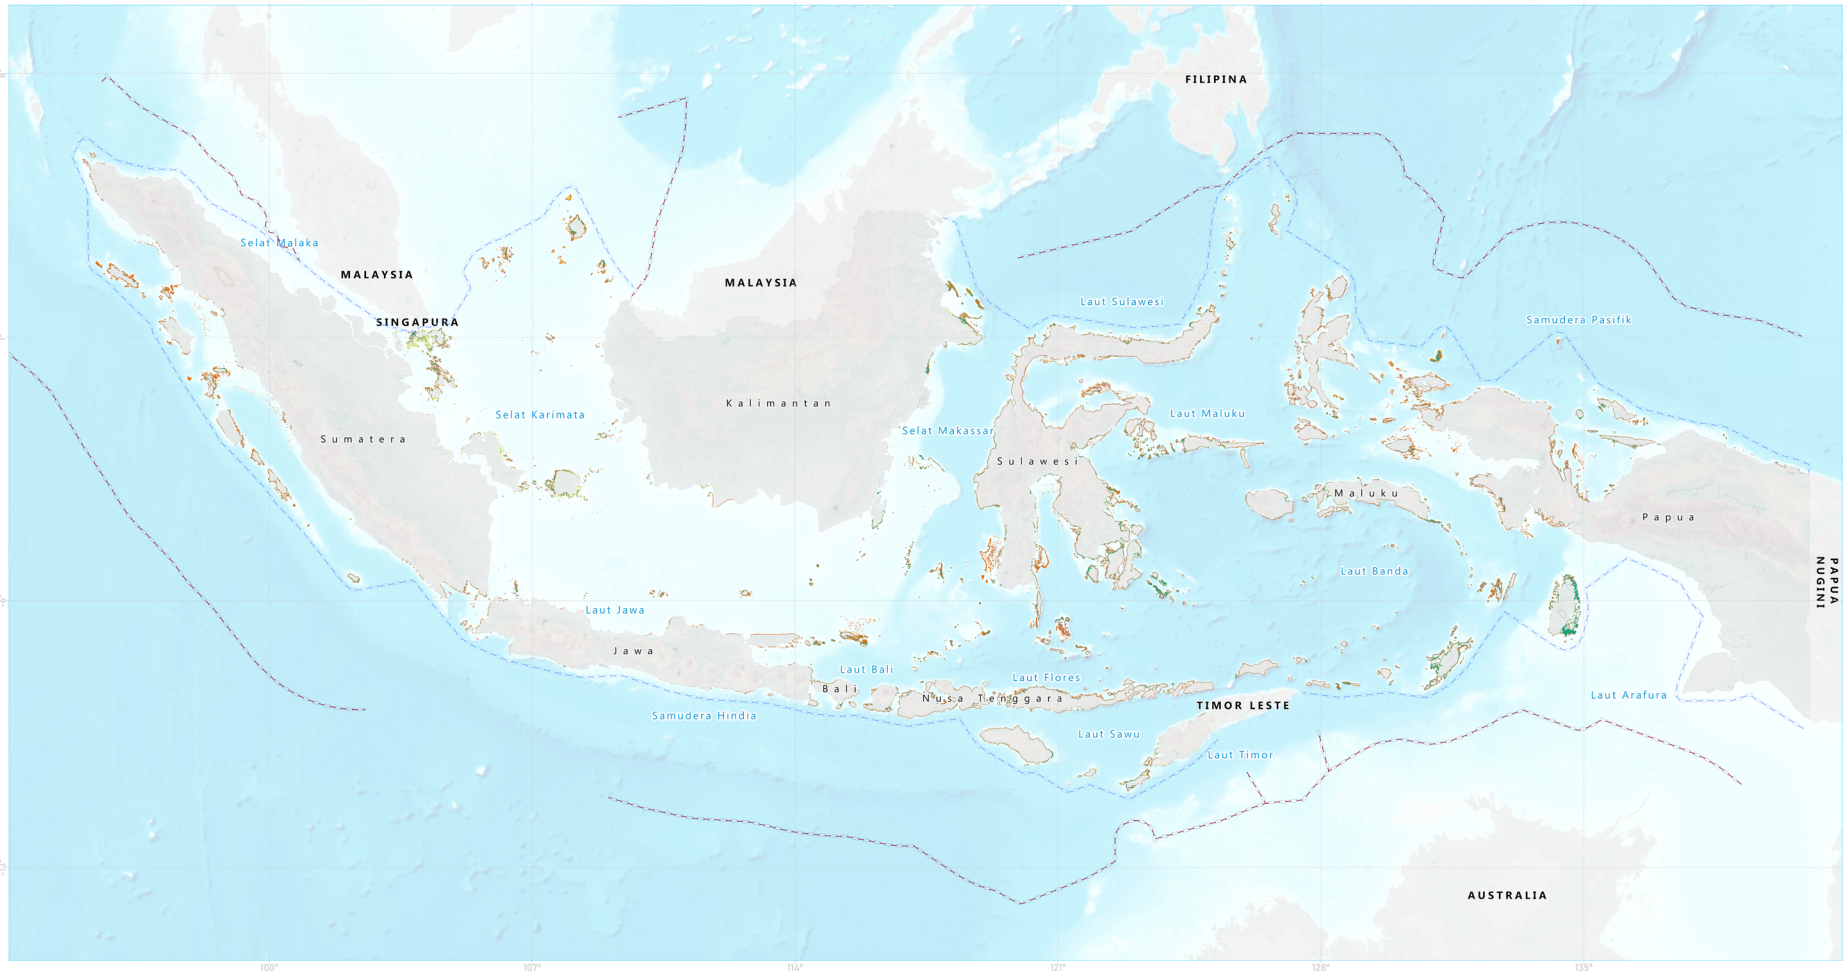 FILIPINA
Selat Malaka
MALAYSIA
MALAYSIA
Laut Sulawesi
SINGAPURA
Samudera Pasifik
Kalimantan
Selat Karimata
Laut Maluku
Selat Makassar
Sumatera
Sulawesi
Maluku
Papua
PAPUA
NUGINI
Laut Banda
Laut Jawa
Jawa
Laut Bali
Laut Flores
Bali
Nusa Tenggara
Laut Arafura
TIMOR LESTE
Samudera Hindia
Laut Sawu
Laut Timor
AUSTRALIA
100°
107°
114°
121°
128°
135°